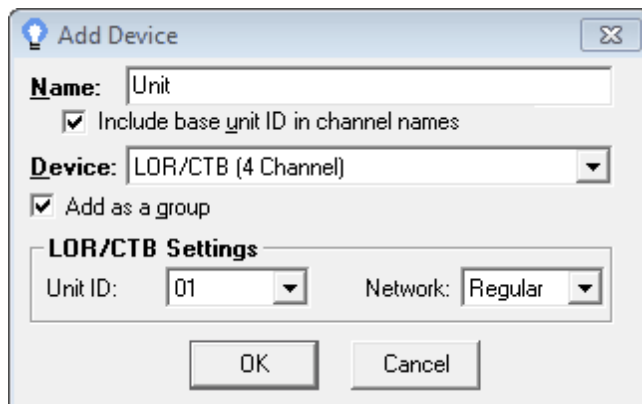 Add Device
Name: Unit
Include base unit ID in channel names
Device: LOR/CTB (4 Channel)
Add as a group
LOR/CTB Settings
Unit ID: 01 Network: Regular
OK Cancel